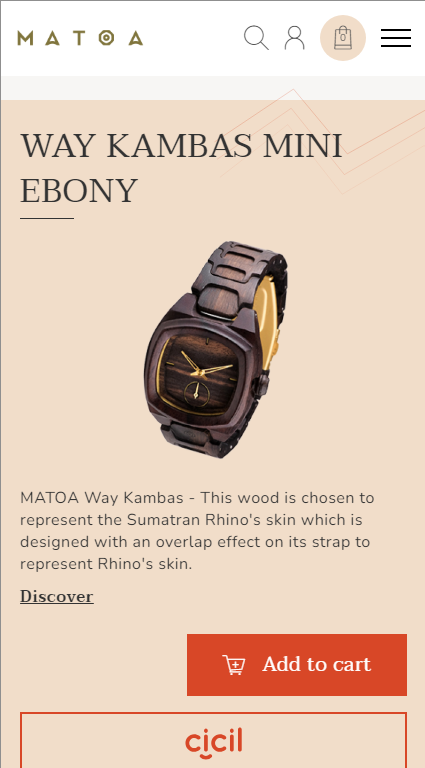 MATOA
0
WAY KAMBAS MINI
EBONY
MATOA Way Kambas - This wood is chosen to
represent the Sumatran Rhino's skin which is
designed with an overlap effect on its strap to
represent Rhino's skin.
Discover
Add to cart
cicil